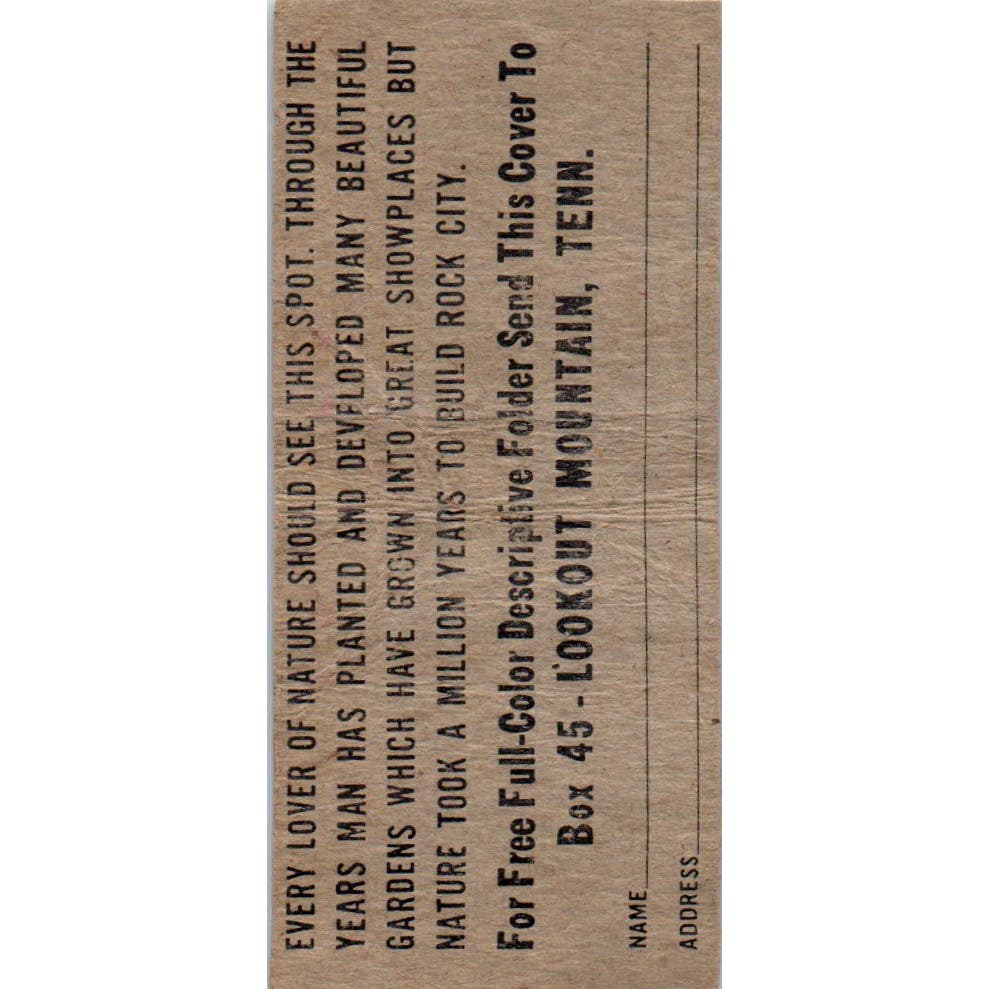 EVERY LOVER OF NATURE SHOULD SEE THIS SPOT. THROUGH THE
YEARS MAN HAS PLANTED AND DEVELOPED MANY BEAUTIFUL
GARDENS WHICH HAVE GROWN INTO GREAT SHOWPLACES BUT
NATURE TOOK A MILLION YEARS TO BUILD ROCK CITY.
For Free Full-Color Descriptive Folder Send This Cover To
Box 45 - LOOKOUT MOUNTAIN, TENN.
NAME
ADDRESS